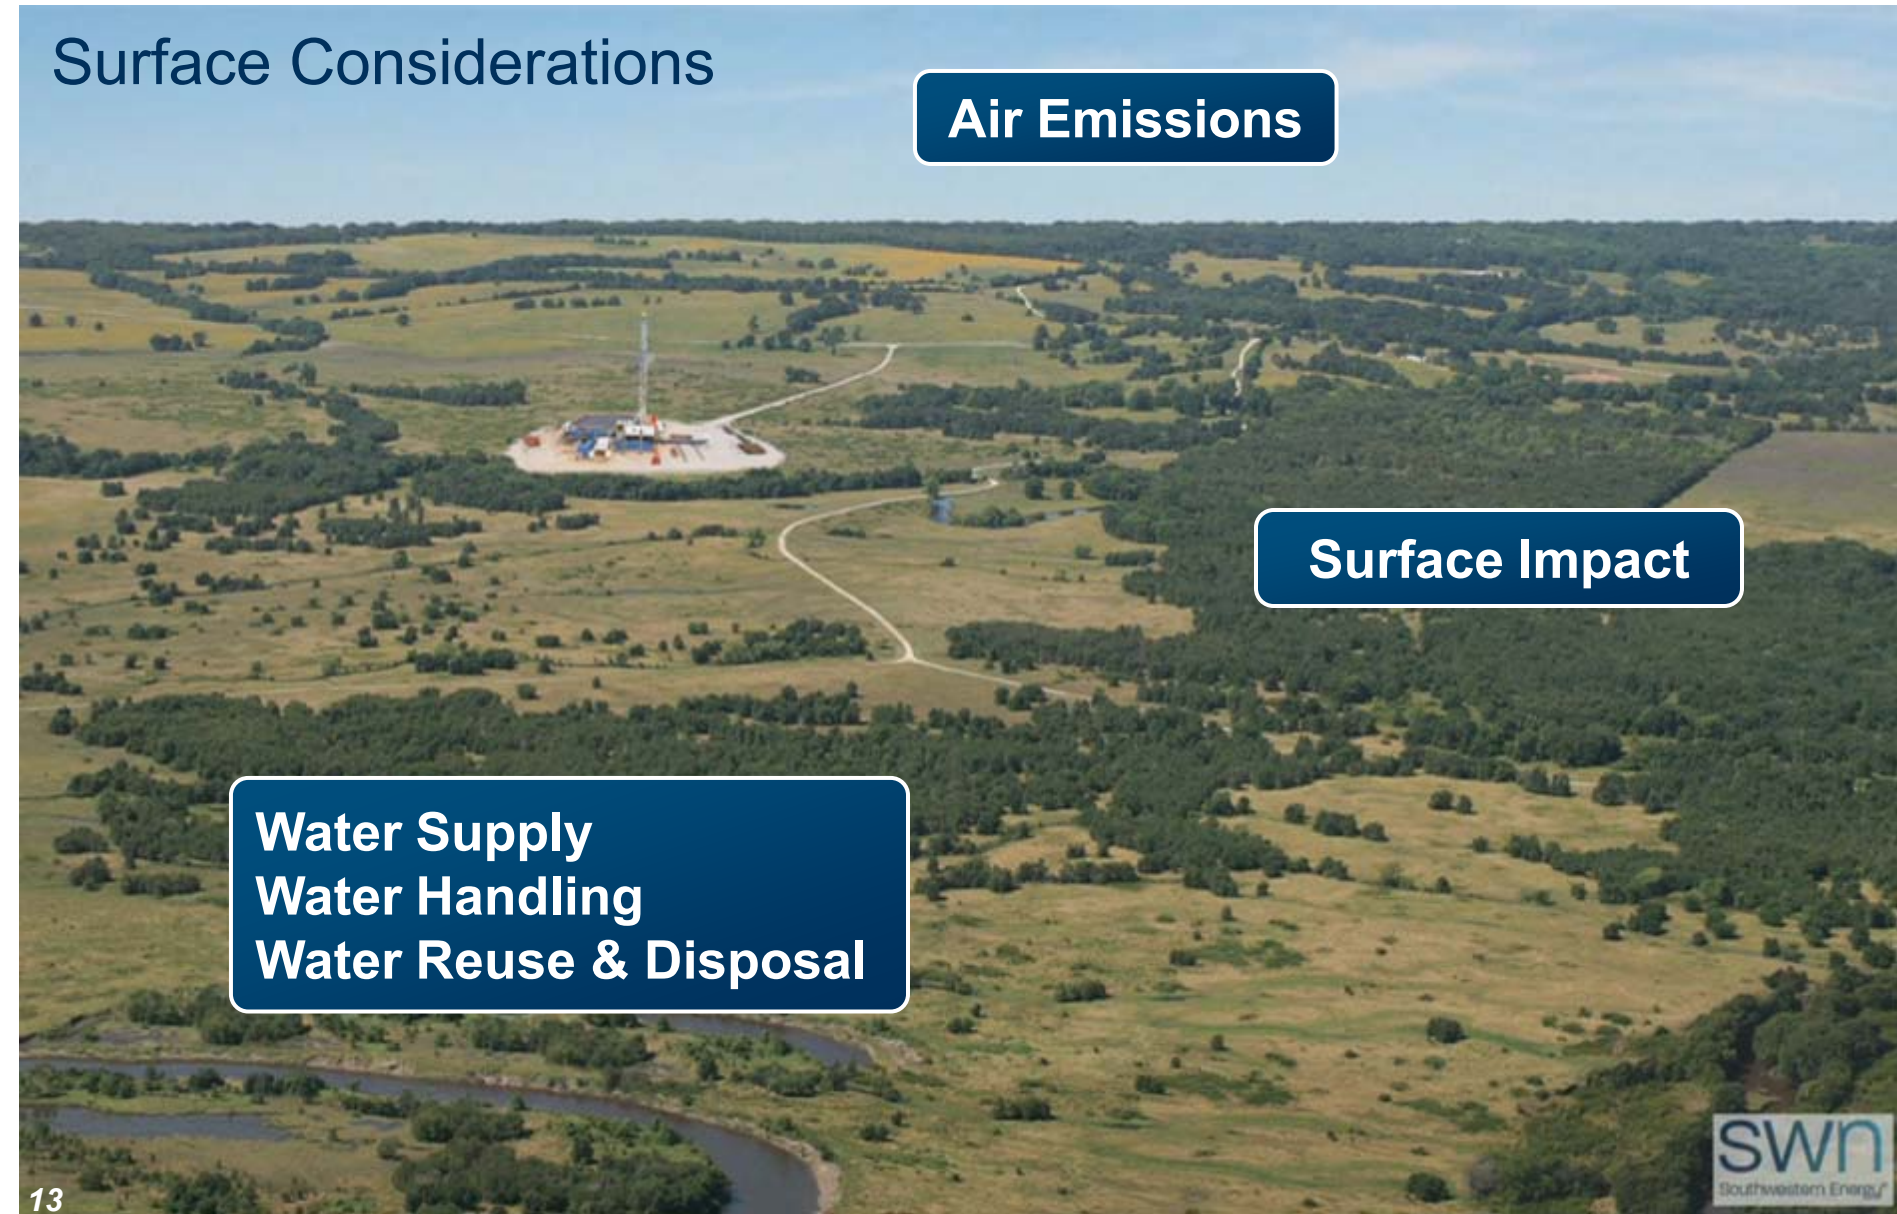 Surface Considerations
Air Emissions
Surface Impact
Water Supply
Water Handling
Water Reuse & Disposal
swn
Southwestern Energy®
13